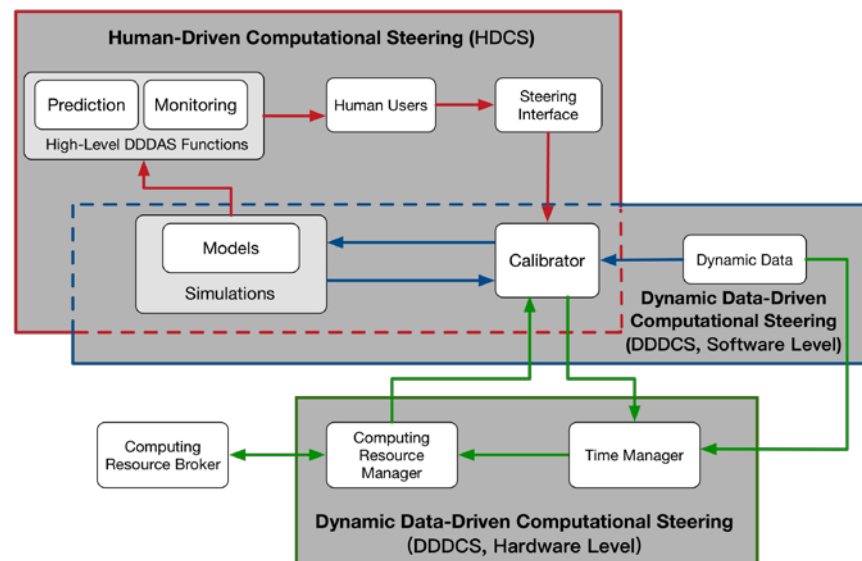 Human-Driven Computational Steering (HDCS)
Prediction
Monitoring
High-Level DDDAS Functions
Human Users
Steering
Interface
Models
Simulations
Calibrator
Dynamic Data
Dynamic Data-Driven
Computational Steering
(DDDCS, Software Level)
Computing
Resource Broker
Computing
Resource
Manager
Time Manager
Dynamic Data-Driven Computational Steering
(DDDCS, Hardware Level)